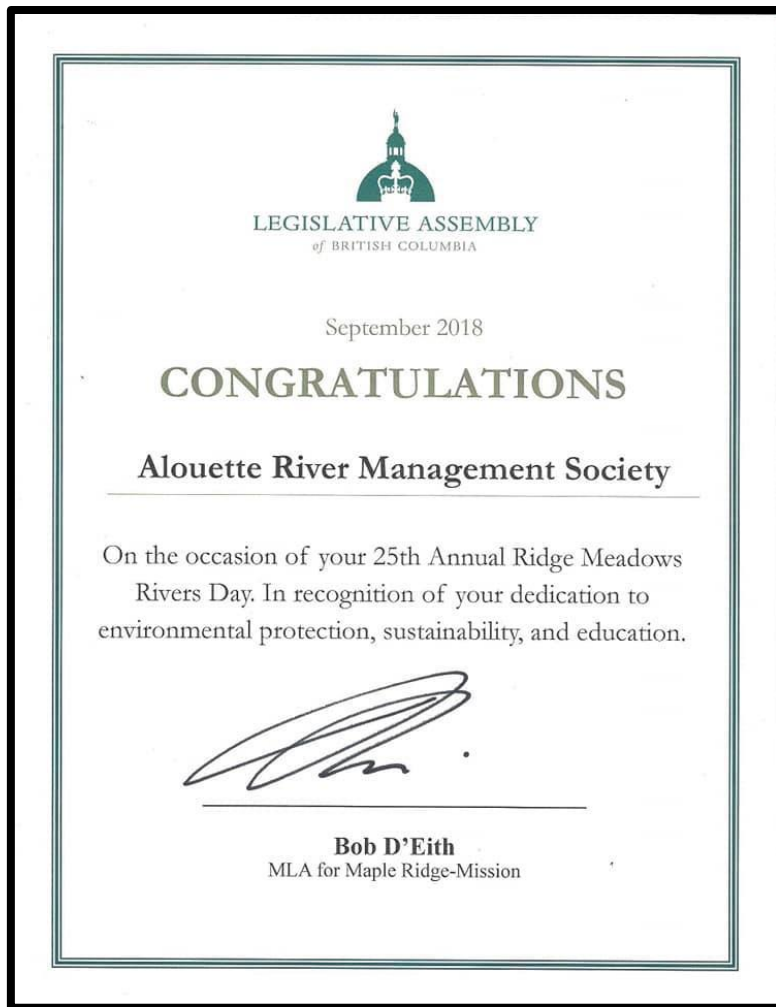 LEGISLATIVE ASSEMBLY
of BRITISH COLUMBIA
September 2018
CONGRATULATIONS
Alouette River Management Society
On the occasion of your 25th Annual Ridge Meadows
Rivers Day. In recognition of your dedication to
environmental protection, sustainability, and education.
Bob D’Eith
MLA for Maple Ridge-Mission